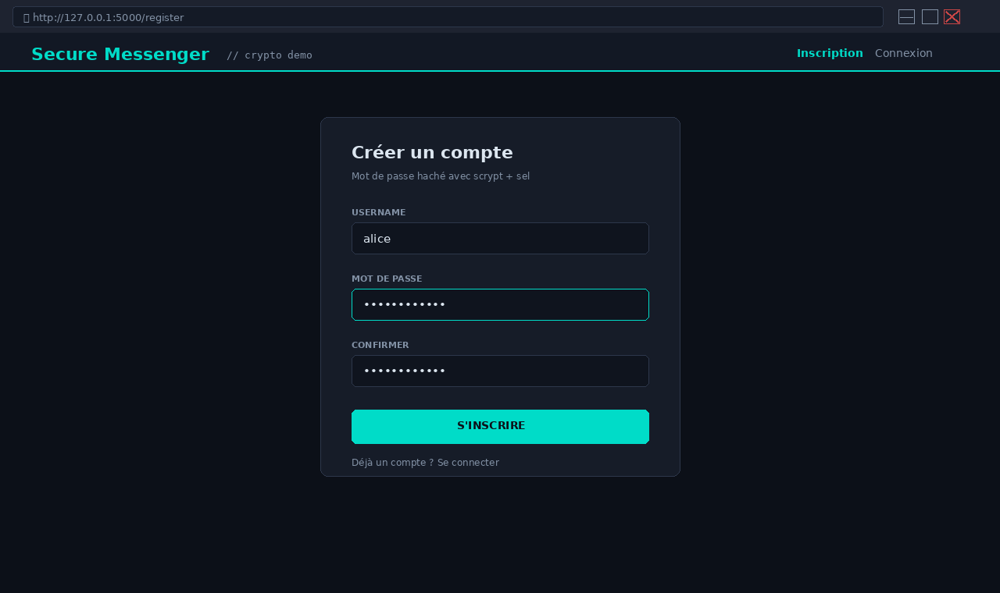 http://127.0.0.1:5000/register
Secure Messenger // crypto demo Inscription Connexion
Créer un compte
Mot de passe haché avec scrypt + sel
USERNAME
alice
MOT DE PASSE
••••••••••••
CONFIRMER
••••••••••••
S'INSCRIRE
Déjà un compte ? Se connecter